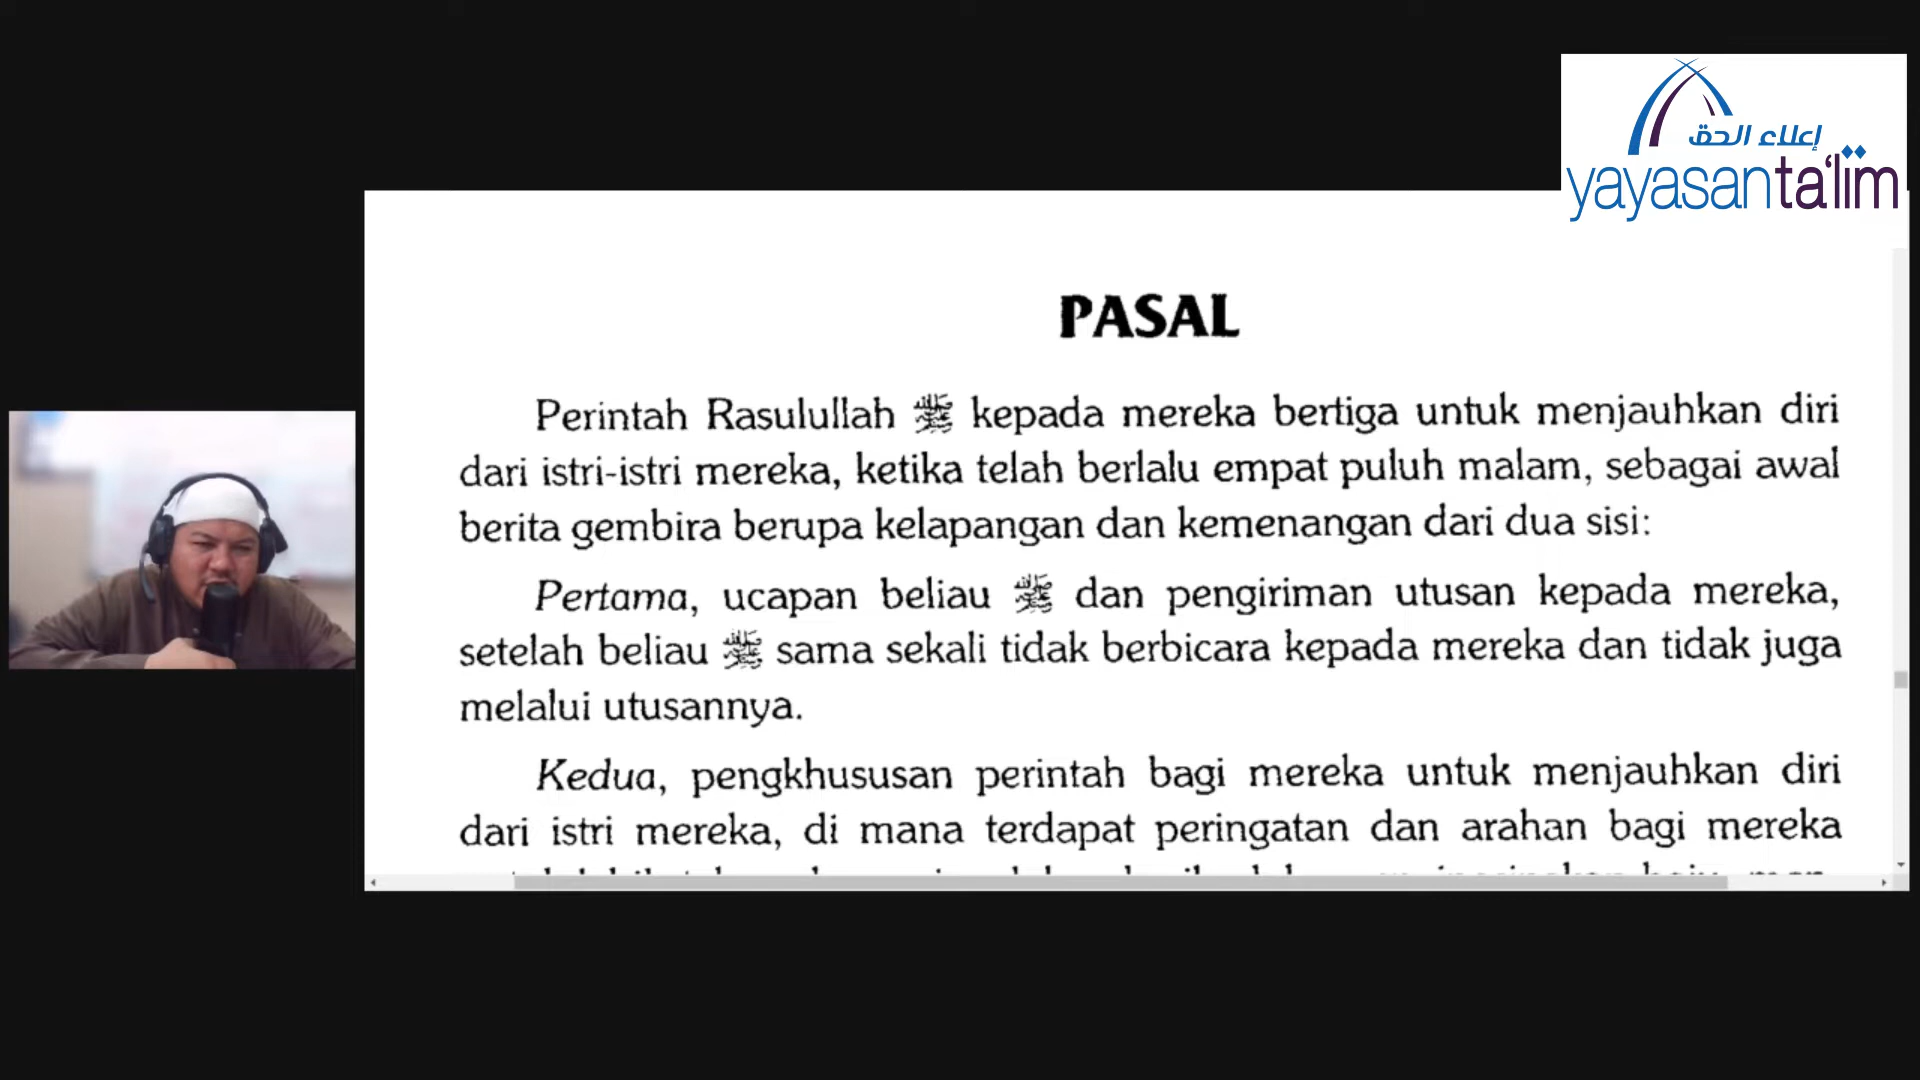 إعلاء الحق
yayasanta'lim
PASAL
Perintah Rasulullah ﷺ kepada mereka bertiga untuk menjauhkan diri
dari istri-istri mereka, ketika telah berlalu empat puluh malam, sebagai awal
berita gembira berupa kelapangan dan kemenangan dari dua sisi:
Pertama, ucapan beliau ﷺ dan pengiriman utusan kepada mereka,
setelah beliau ﷺ sama sekali tidak berbicara kepada mereka dan tidak juga
melalui utusannya.
Kedua, pengkhususan perintah bagi mereka untuk menjauhkan diri
dari istri mereka, di mana terdapat peringatan dan arahan bagi mereka